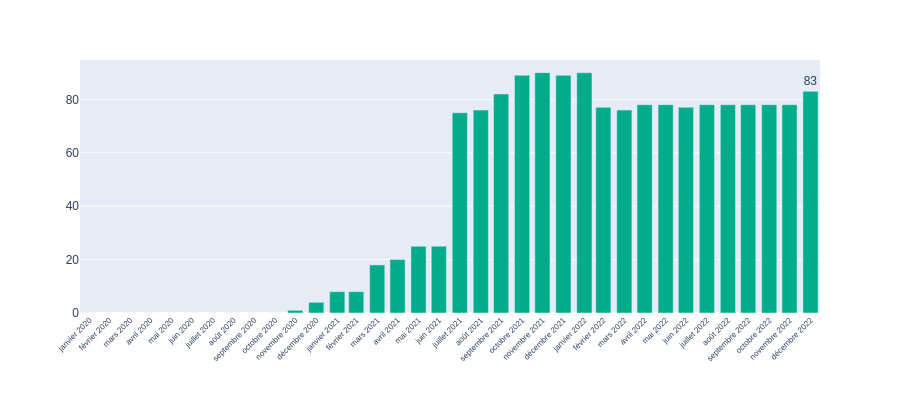 83
80
60
40
20
0
janvier 2020
février 2020
mars 2020
avril 2020
mai 2020
juin 2020
juillet 2020
août 2020
septembre 2020
octobre 2020
novembre 2020
décembre 2020
janvier 2021
février 2021
mars 2021
avril 2021
mai 2021
juin 2021
juillet 2021
août 2021
septembre 2021
octobre 2021
novembre 2021
décembre 2021
janvier 2022
février 2022
mars 2022
avril 2022
mai 2022
juin 2022
juillet 2022
août 2022
septembre 2022
octobre 2022
novembre 2022
décembre 2022